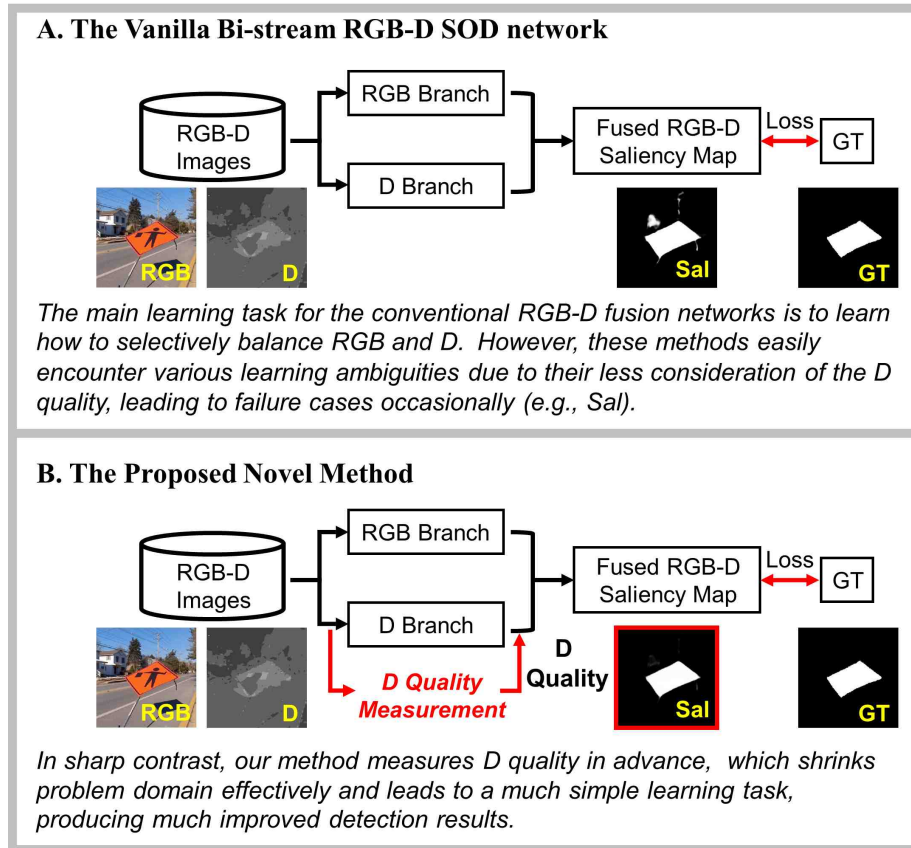 A. The Vanilla Bi-stream RGB-D SOD network
RGB Branch
RGB-D
Images
Fused RGB-D
Saliency Map
Loss
GT
D Branch
RGB
D
Sal
GT
The main learning task for the conventional RGB-D fusion networks is to learn
how to selectively balance RGB and D. However, these methods easily
encounter various learning ambiguities due to their less consideration of the D
quality, leading to failure cases occasionally (e.g., Sal).
B. The Proposed Novel Method
RGB Branch
RGB-D
Images
Fused RGB-D
Saliency Map
Loss
GT
D Branch
D Quality
Measurement
D
Quality
RGB
D
Sal
GT
In sharp contrast, our method measures D quality in advance, which shrinks
problem domain effectively and leads to a much simple learning task,
producing much improved detection results.